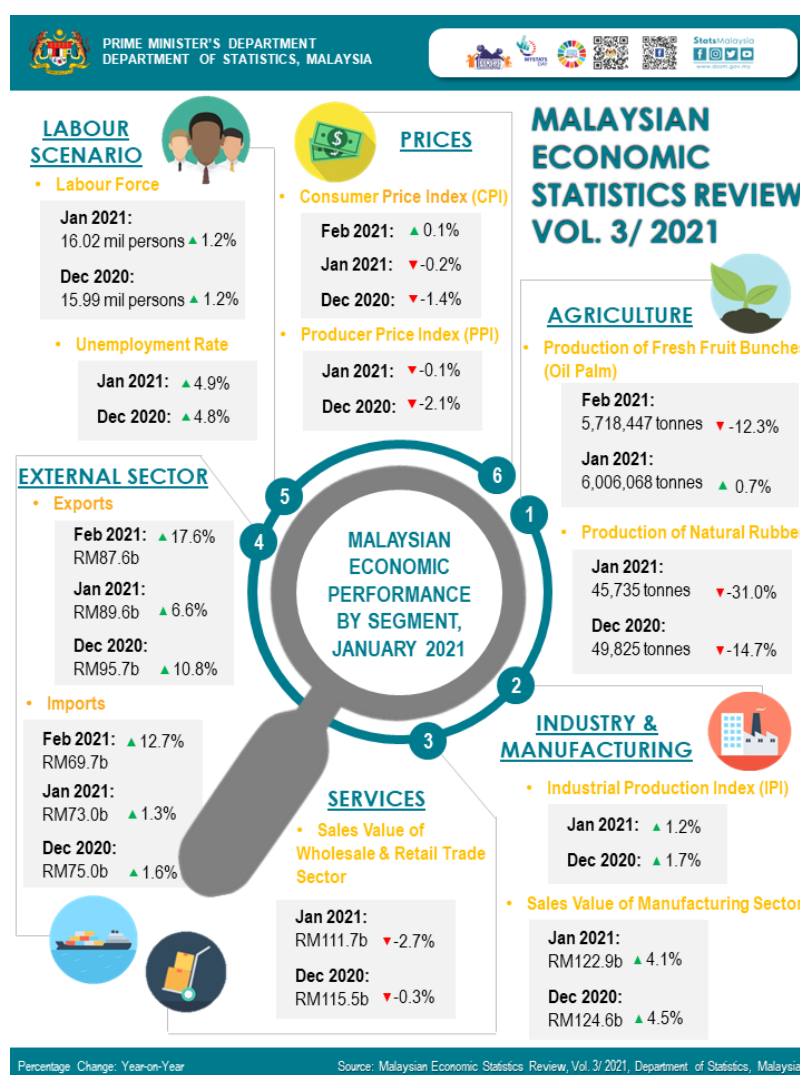 PRIME MINISTER'S DEPARTMENT
DEPARTMENT OF STATISTICS, MALAYSIA
MYSTATS
DAY
StatsMalaysia
www.dosm.gov.my
MALAYSIAN
ECONOMIC
STATISTICS REVIEW
VOL. 3/ 2021
LABOUR
SCENARIO
• Labour Force
Jan 2021:
16.02 mil persons ▲ 1.2%
Dec 2020:
15.99 mil persons ▲ 1.2%
• Unemployment Rate
Jan 2021: ▲ 4.9%
Dec 2020: ▲ 4.8%
PRICES
• Consumer Price Index (CPI)
Feb 2021: ▲ 0.1%
Jan 2021: ▼ -0.2%
Dec 2020: ▼ -1.4%
• Producer Price Index (PPI)
Jan 2021: ▼ -0.1%
Dec 2020: ▼ -2.1%
AGRICULTURE
• Production of Fresh Fruit Bunche
(Oil Palm)
Feb 2021:
5,718,447 tonnes ▼ -12.3%
Jan 2021:
6,006,068 tonnes ▲ 0.7%
• Production of Natural Rubbe
Jan 2021:
45,735 tonnes ▼ -31.0%
Dec 2020:
49,825 tonnes ▼ -14.7%
EXTERNAL SECTOR
• Exports
Feb 2021: ▲ 17.6%
RM87.6b
Jan 2021:
RM89.6b ▲ 6.6%
Dec 2020:
RM95.7b ▲ 10.8%
• Imports
Feb 2021: ▲ 12.7%
RM69.7b
Jan 2021:
RM73.0b ▲ 1.3%
Dec 2020:
RM75.0b ▲ 1.6%
6
5
1
4
2
3
MALAYSIAN
ECONOMIC
PERFORMANCE
BY SEGMENT,
JANUARY 2021
SERVICES
• Sales Value of
Wholesale & Retail Trade
Sector
Jan 2021:
RM111.7b ▼ -2.7%
Dec 2020:
RM115.5b ▼ -0.3%
INDUSTRY &
MANUFACTURING
• Industrial Production Index (IPI)
Jan 2021: ▲ 1.2%
Dec 2020: ▲ 1.7%
• Sales Value of Manufacturing Sector
Jan 2021:
RM122.9b ▲ 4.1%
Dec 2020:
RM124.6b ▲ 4.5%
Percentage Change: Year-on-Year
Source: Malaysian Economic Statistics Review, Vol. 3/ 2021, Department of Statistics, Malaysia